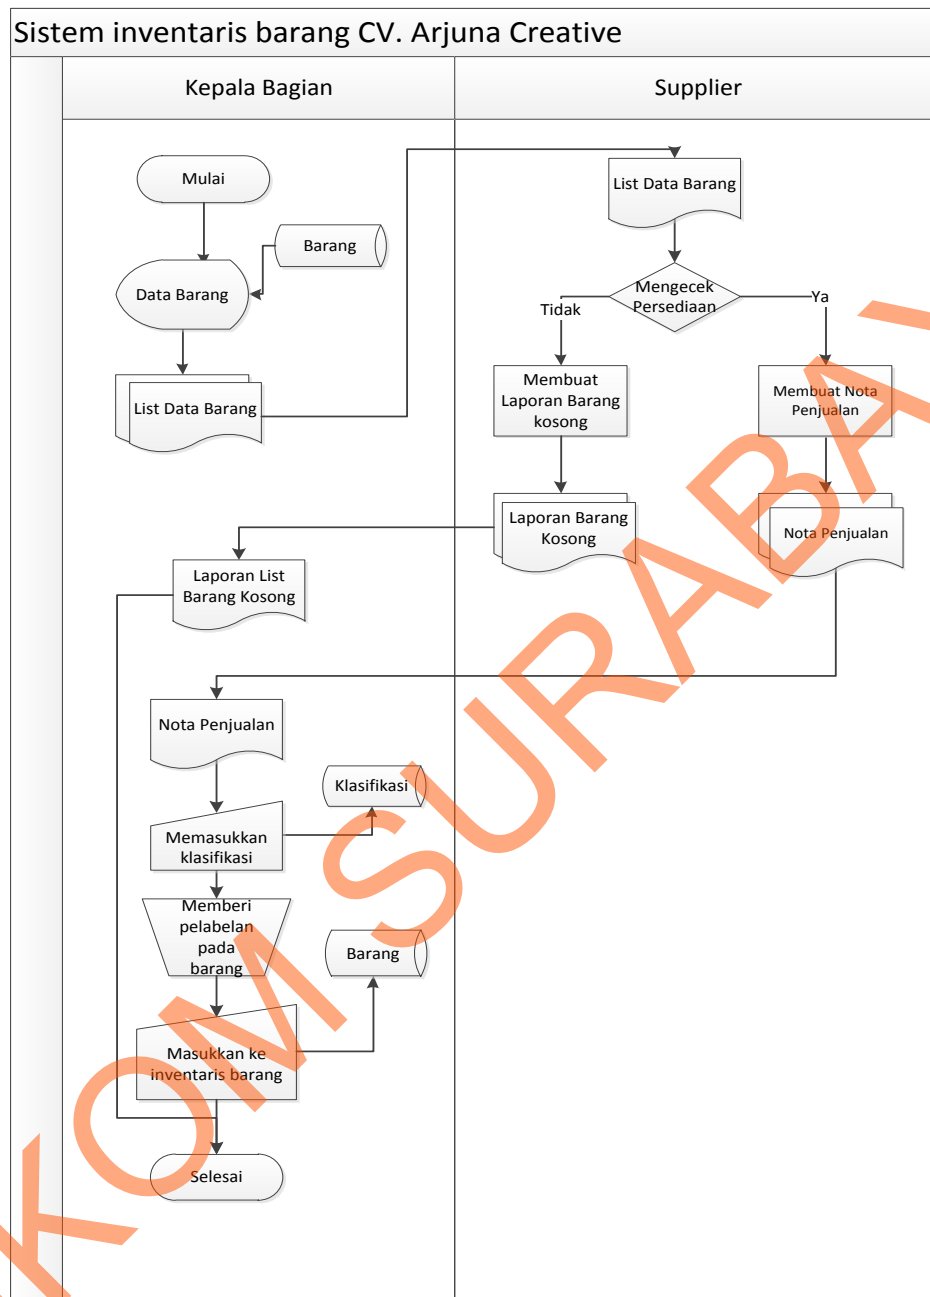 Sistem inventaris barang CV. Arjuna Creative
Kepala Bagian
Supplier
Mulai
List Data Barang
Barang
Data Barang
Mengecek
Persediaan
Tidak
Ya
List Data Barang
Membuat
Laporan Barang
kosong
Membuat Nota
Penjualan
Laporan Barang
Kosong
Nota Penjualan
Laporan List
Barang Kosong
Nota Penjualan
Klasifikasi
Memasukkan
klasifikasi
Memberi
pelabelan
pada
barang
Barang
Masukkan ke
inventaris barang
Selesai
KOM SURABAY